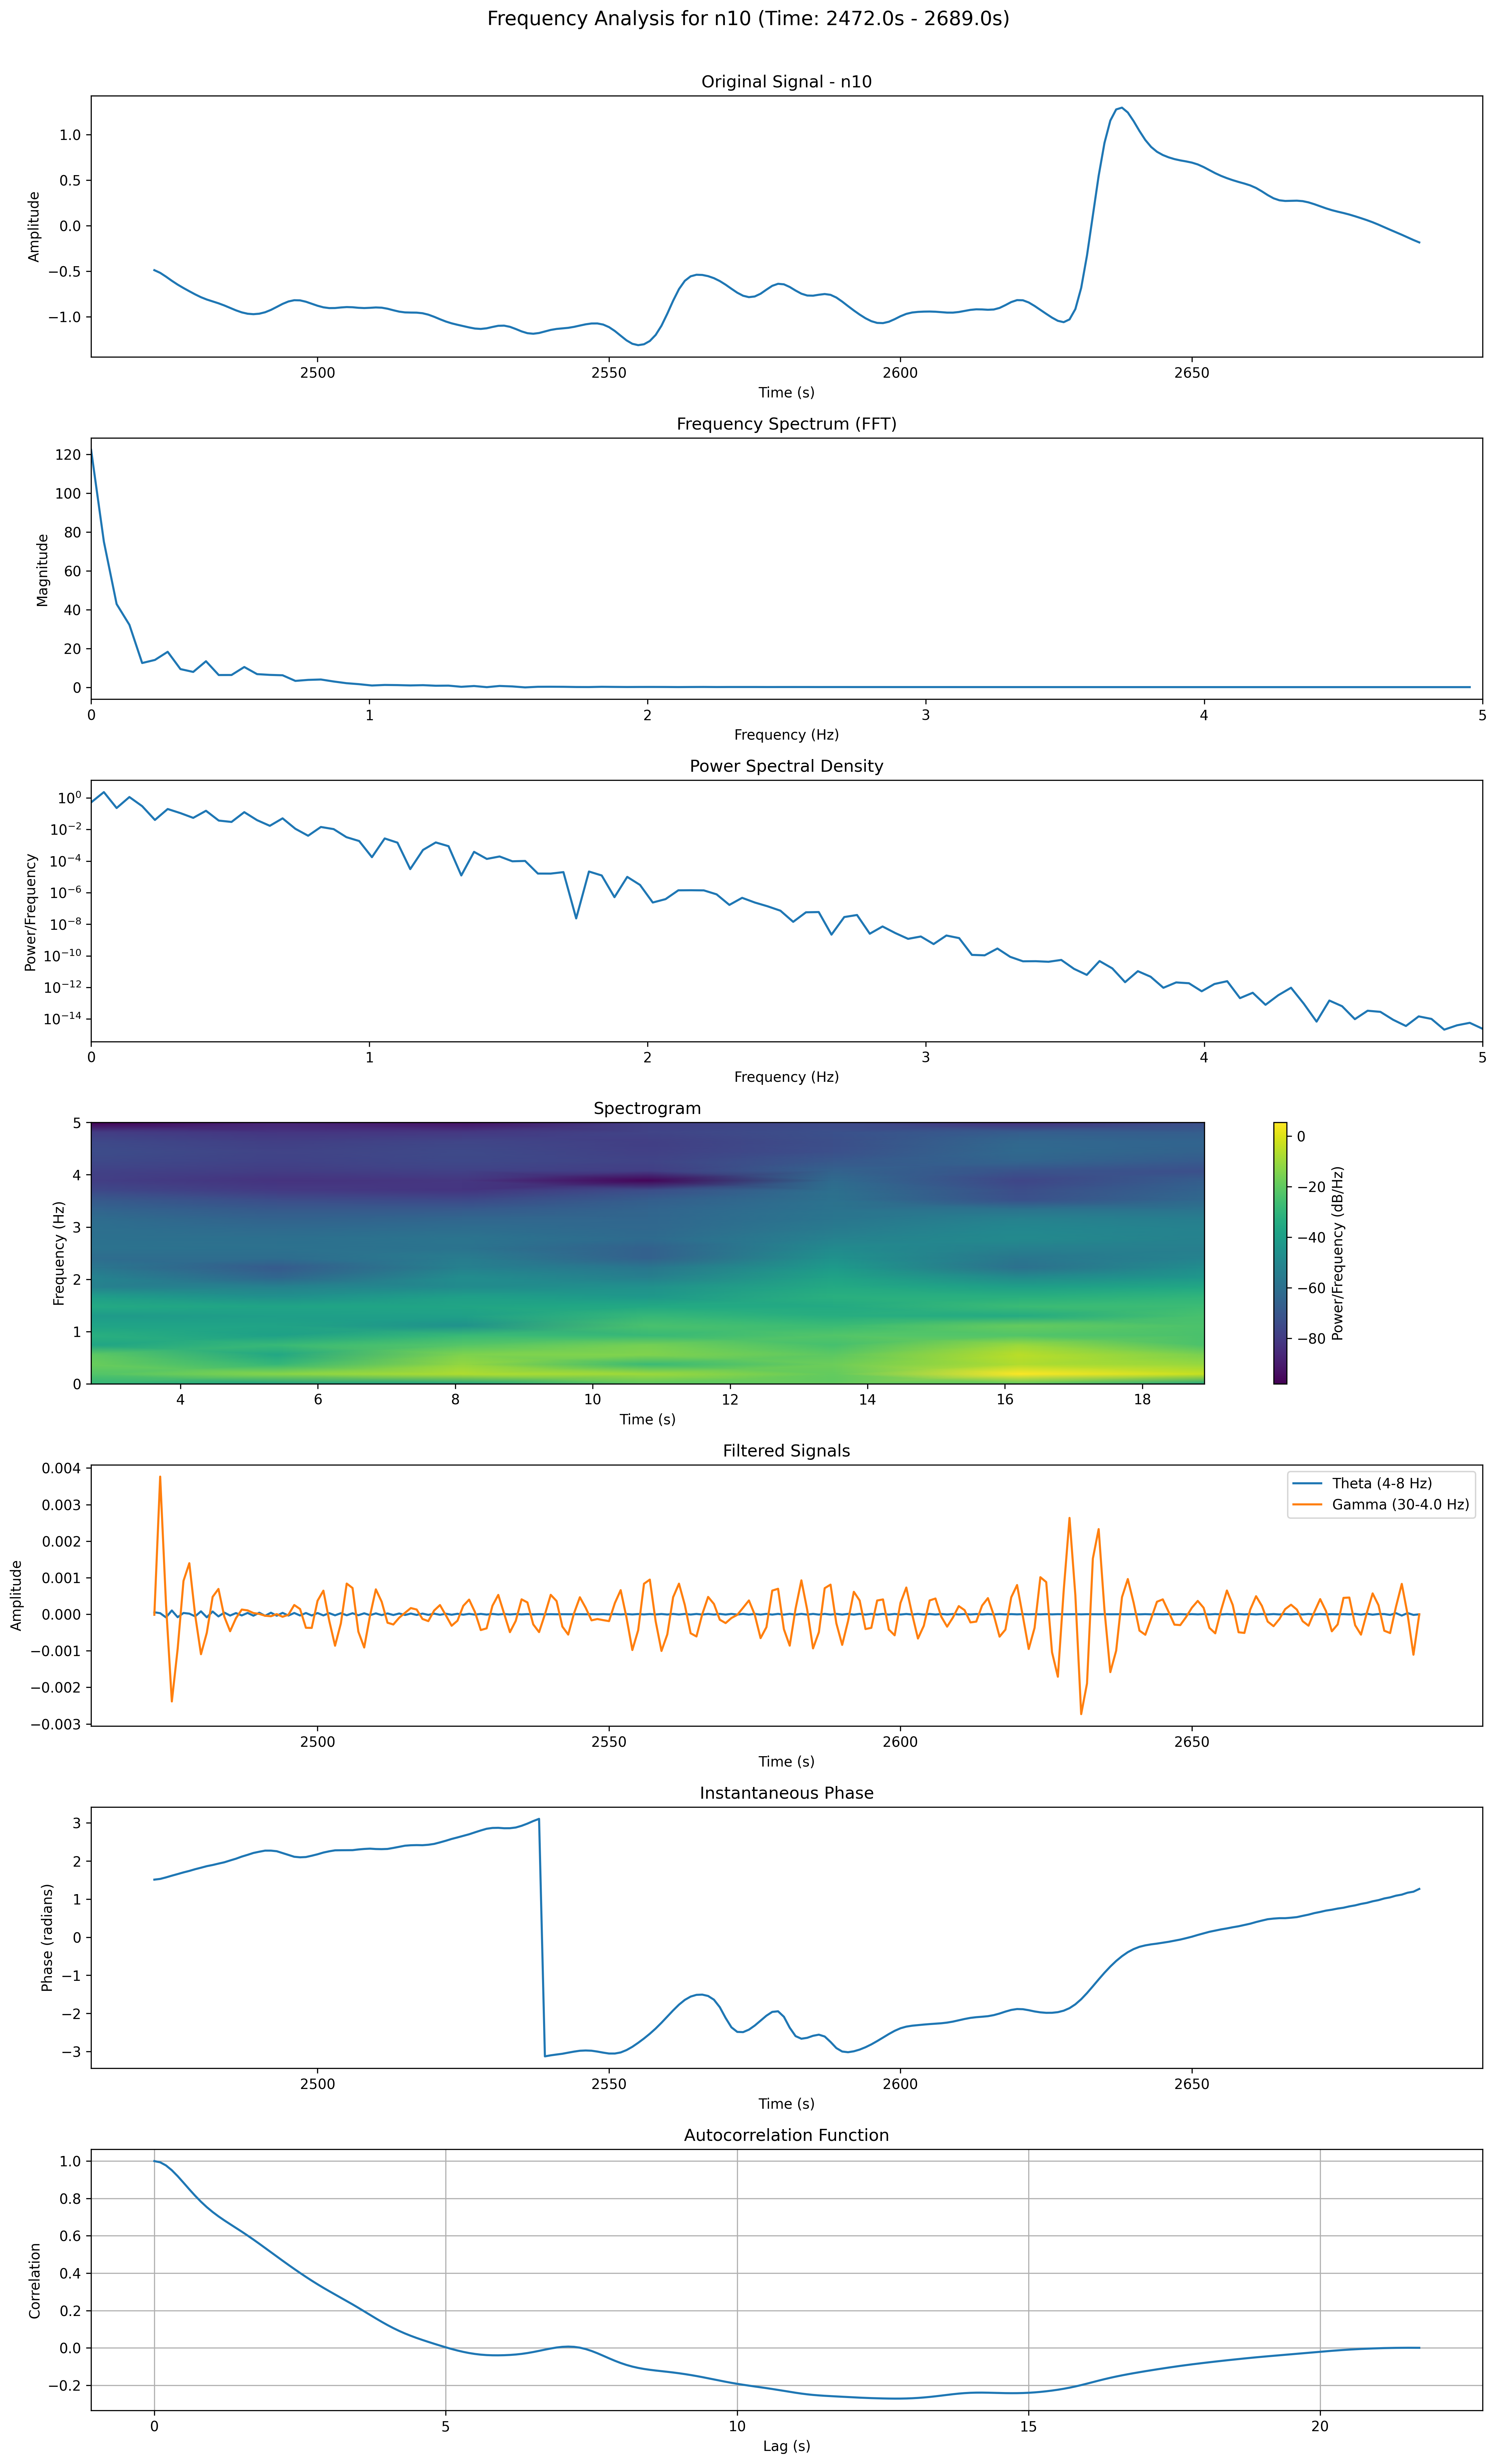 Frequency Analysis for n10 (Time: 2472.0s - 2689.0s)
Original Signal - n10
1.0
0.5
0.0
−0.5
−1.0
Amplitude
2500 2550 2600 2650
Time (s)
Frequency Spectrum (FFT)
120
100
80
60
40
20
0
Magnitude
0 1 2 3 4 5
Frequency (Hz)
Power Spectral Density
10⁰
10⁻²
10⁻⁴
10⁻⁶
10⁻⁸
10⁻¹⁰
10⁻¹²
10⁻¹⁴
Power/Frequency
0 1 2 3 4 5
Frequency (Hz)
Spectrogram
5
4
3
2
1
0
Frequency (Hz)
4 6 8 10 12 14 16 18
Time (s)
0
−20
−40
−60
−80
Power/Frequency (dB/Hz)
Filtered Signals
0.004
0.003
0.002
0.001
0.000
−0.001
−0.002
−0.003
Amplitude
Theta (4-8 Hz)
Gamma (30-4.0 Hz)
2500 2550 2600 2650
Time (s)
Instantaneous Phase
3
2
1
0
−1
−2
−3
Phase (radians)
2500 2550 2600 2650
Time (s)
Autocorrelation Function
1.0
0.8
0.6
0.4
0.2
0.0
−0.2
Correlation
0 5 10 15 20
Lag (s)